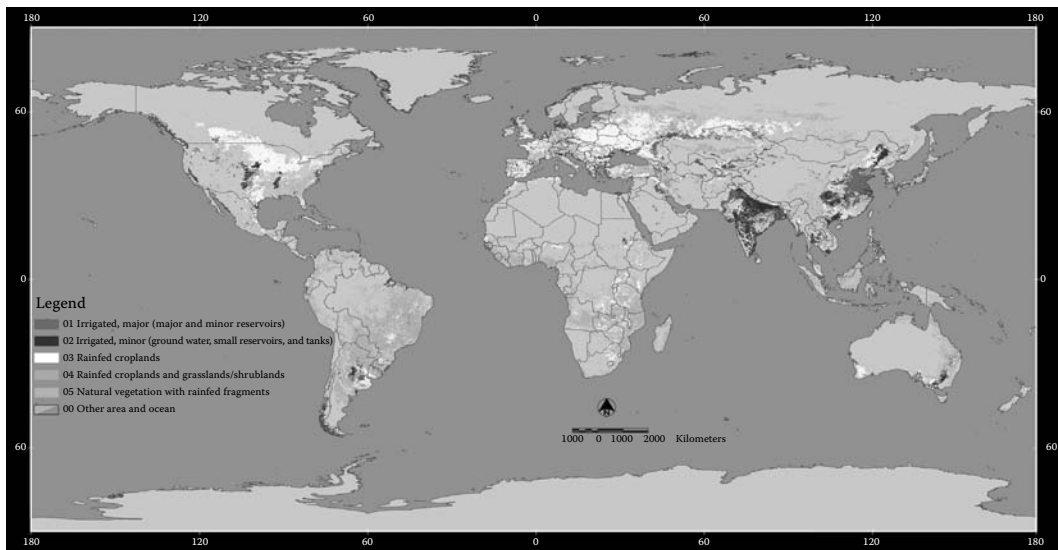 180 120 60 0 60 120 180
60 60
0 0
Legend
01 Irrigated, major (major and minor reservoirs)
02 Irrigated, minor (ground water, small reservoirs, and tanks)
03 Rainfed croplands
04 Rainfed croplands and grasslands/shrublands
05 Natural vegetation with rainfed fragments
00 Other area and ocean
N
1000 0 1000 2000 Kilometers
60 60
180 120 60 0 60 120 180